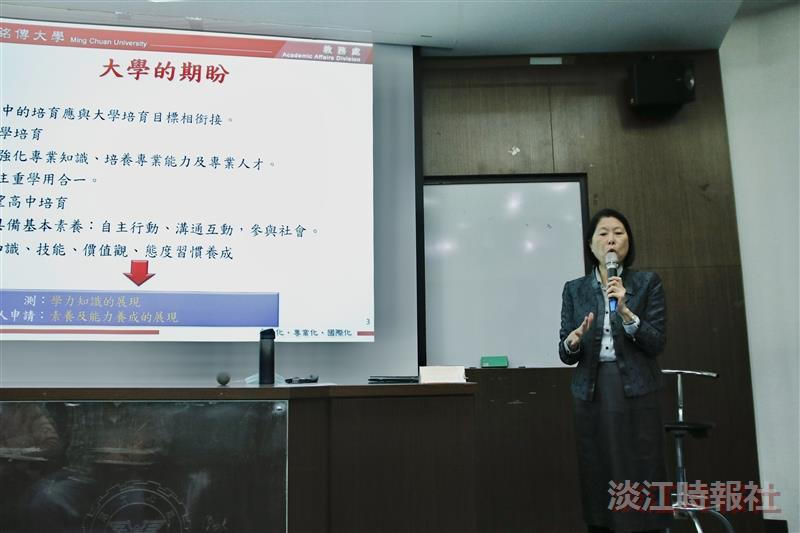 銘傳大學 Ming Chuan University
教務處
Academic Affairs Division
大學的期盼
中的培育應與大學培育目標相銜接。
學培育
強化專業知識、培養專業能力及專業人才。
注重學用合一。
望高中培育
具備基本素養：自主行動、溝通互動，參與社會。
知識、技能、價值觀、態度習慣養成
測：學力知識的展現
人申請：素養及能力養成的展現
化、專業化、國際化
3
淡江時報社